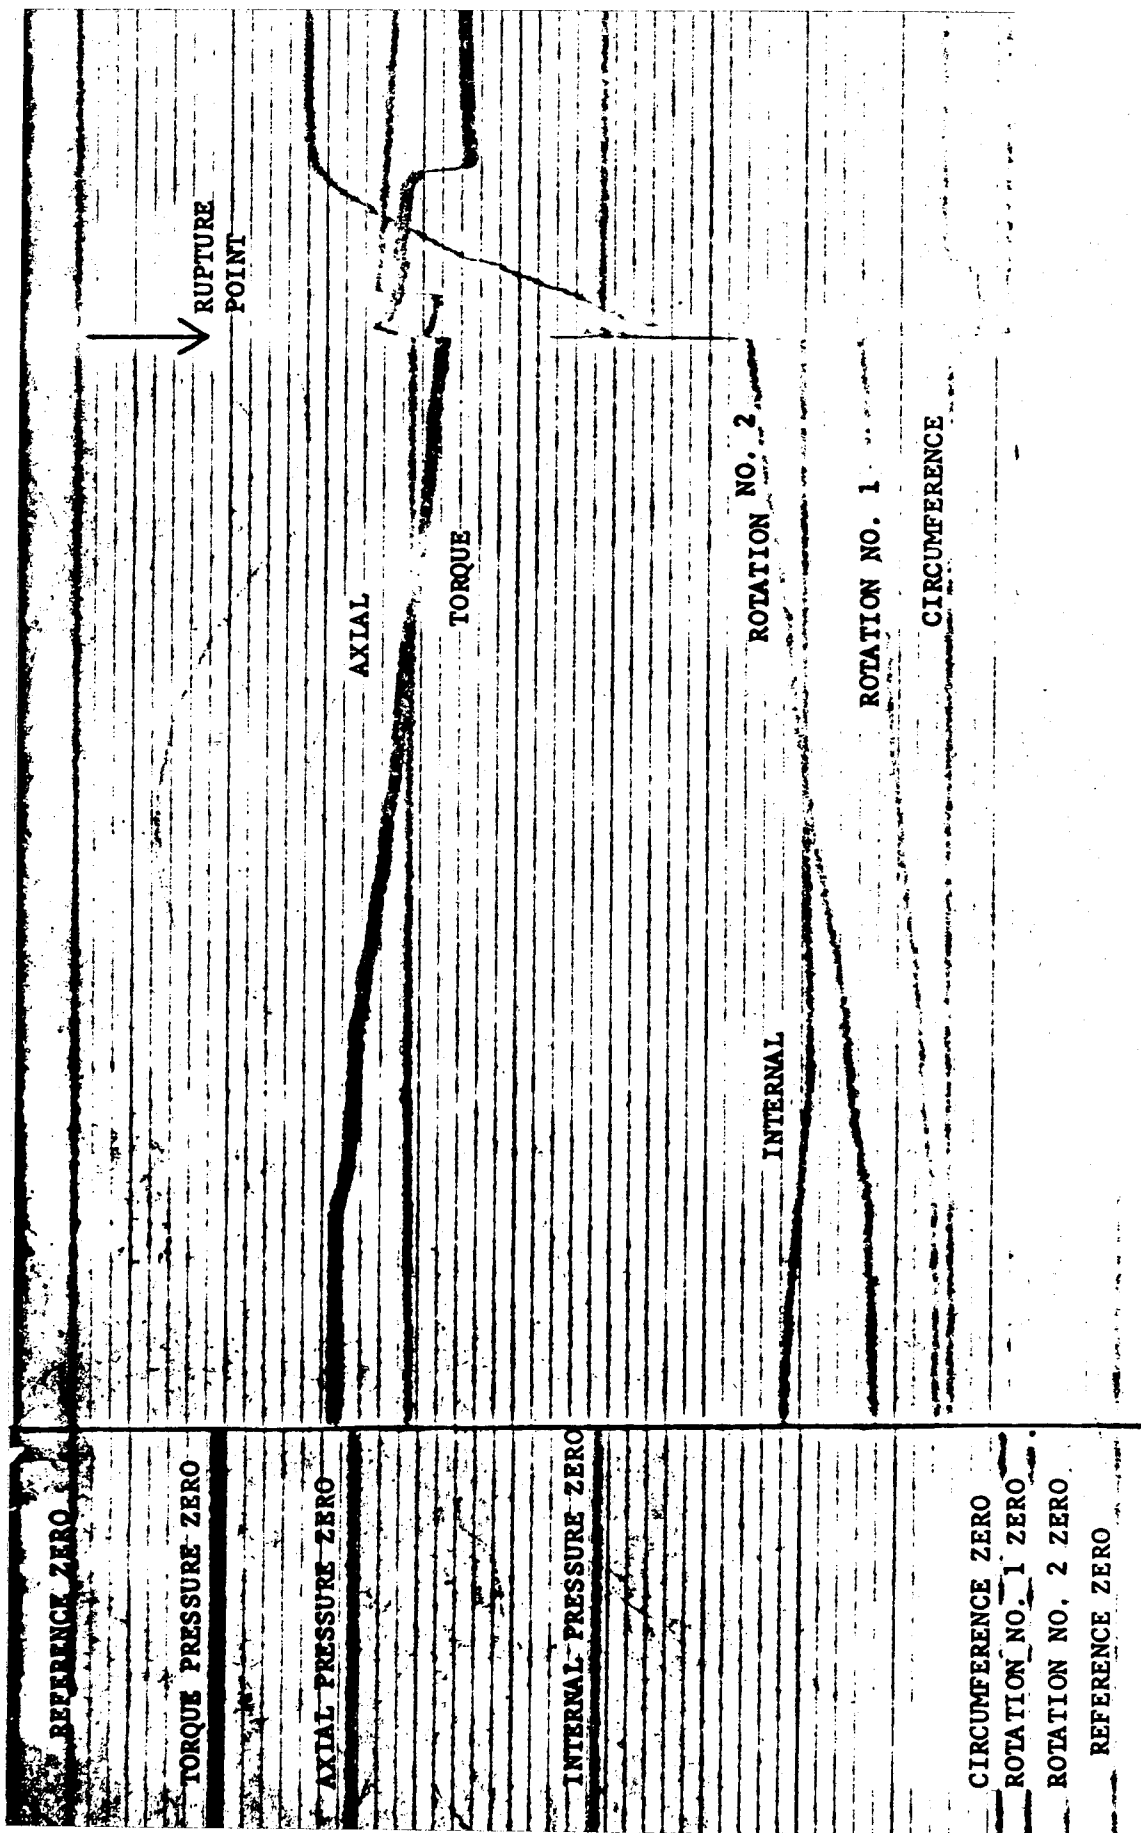 REFERENCE ZERO
TORQUE PRESSURE ZERO
AXIAL PRESSURE ZERO
INTERNAL PRESSURE ZERO
CIRCUMFERENCE ZERO
ROTATION NO. 1 ZERO
ROTATION NO. 2 ZERO
REFERENCE ZERO
RUPTURE
POINT
AXIAL
TORQUE
INTERNAL
ROTATION NO. 2
ROTATION NO. 1
CIRCUMFERENCE